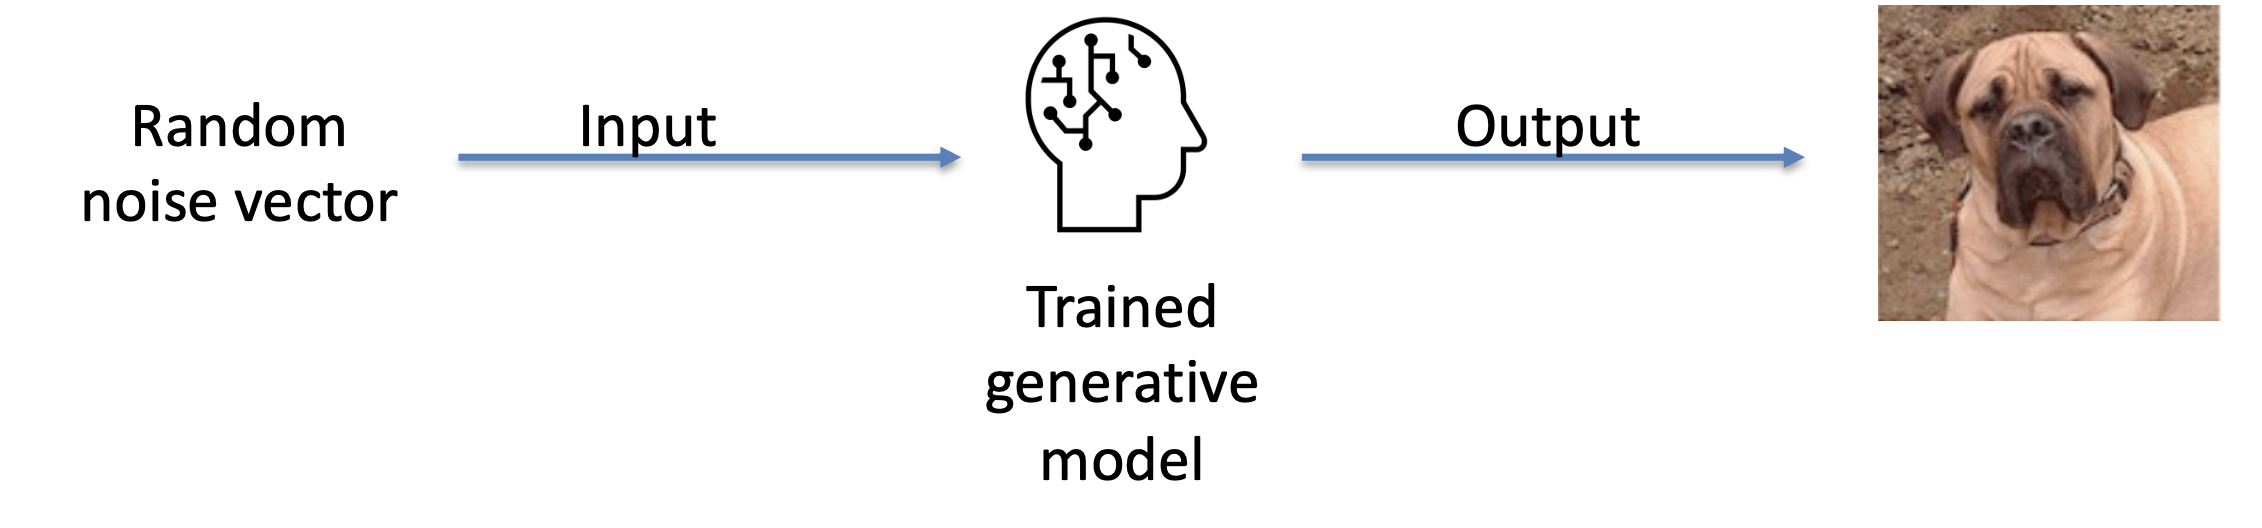 Random
noise vector
Input
Trained
generative
model
Output